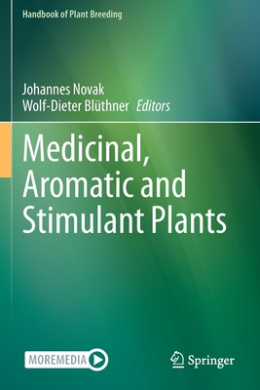 Handbook of Plant Breeding
Johannes Novak
Wolf-Dieter Blüthner Editors
Medicinal,
Aromatic and
Stimulant Plants
MOREMEDIA
Springer